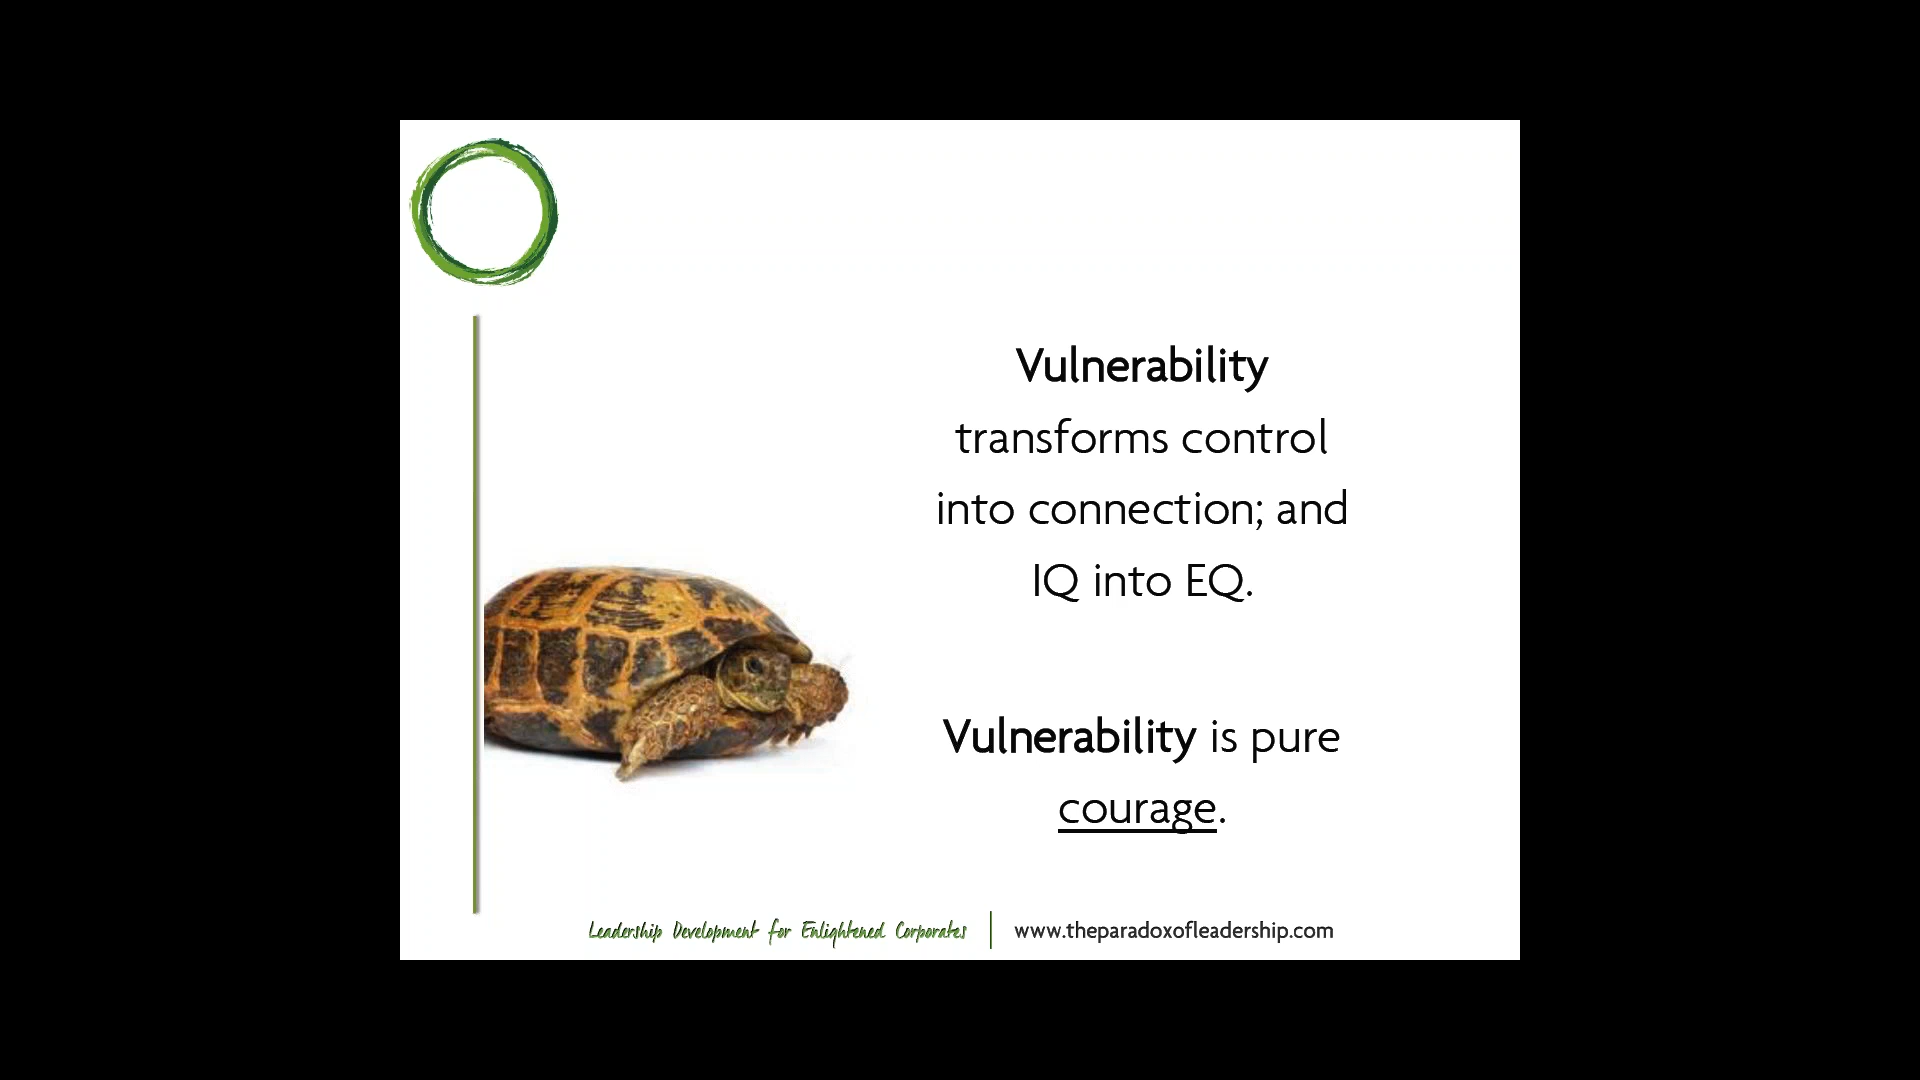 Vulnerability
transforms control
into connection; and
IQ into EQ.
Vulnerability is pure
courage.
Leadership Development for Enlightened Corporates
www.theparadoxofleadership.com